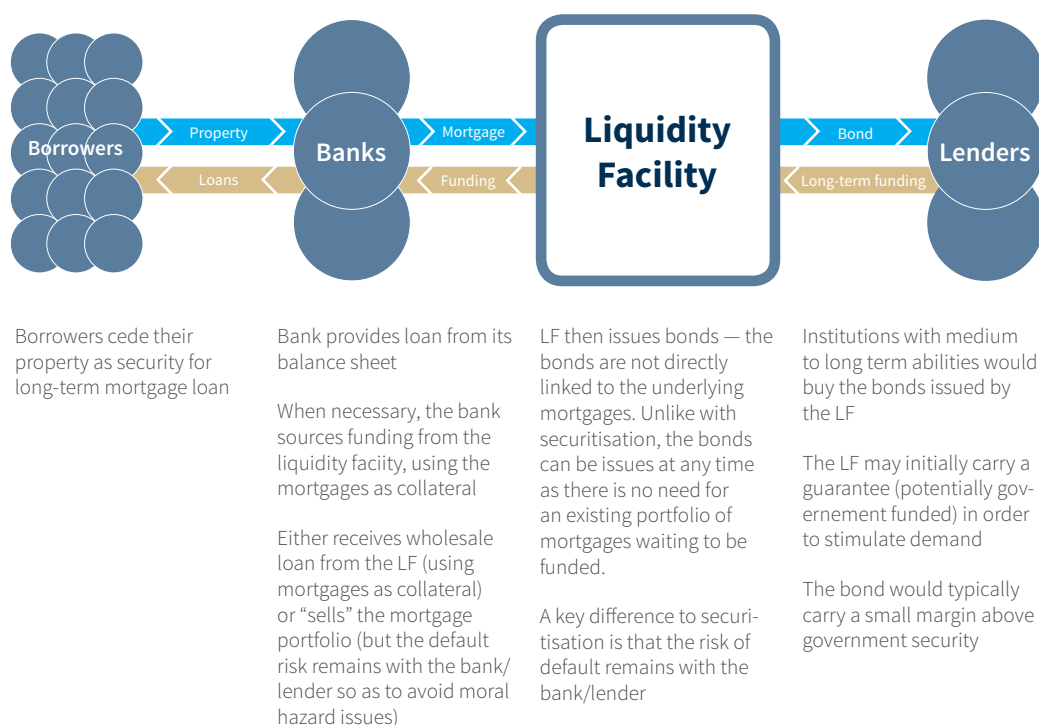 Borrowers
Property
Loans
Banks
Mortgage
Funding
Liquidity
Facility
Bond
Long-term funding
Lenders
Borrowers cede their
property as security for
long-term mortgage loan
Bank provides loan from its
balance sheet
When necessary, the bank
sources funding from the
liquidity faciity, using the
mortgages as collateral
Either receives wholesale
loan from the LF (using
mortgages as collateral)
or “sells” the mortgage
portfolio (but the default
risk remains with the bank/
lender so as to avoid moral
hazard issues)
LF then issues bonds — the
bonds are not directly
linked to the underlying
mortgages. Unlike with
securitisation, the bonds
can be issues at any time
as there is no need for
an existing portfolio of
mortgages waiting to be
funded.
A key difference to securi-
tisation is that the risk of
default remains with the
bank/lender
Institutions with medium
to long term abilities would
buy the bonds issued by
the LF
The LF may initially carry a
guarantee (potentially gov-
ernement funded) in order
to stimulate demand
The bond would typically
carry a small margin above
government security